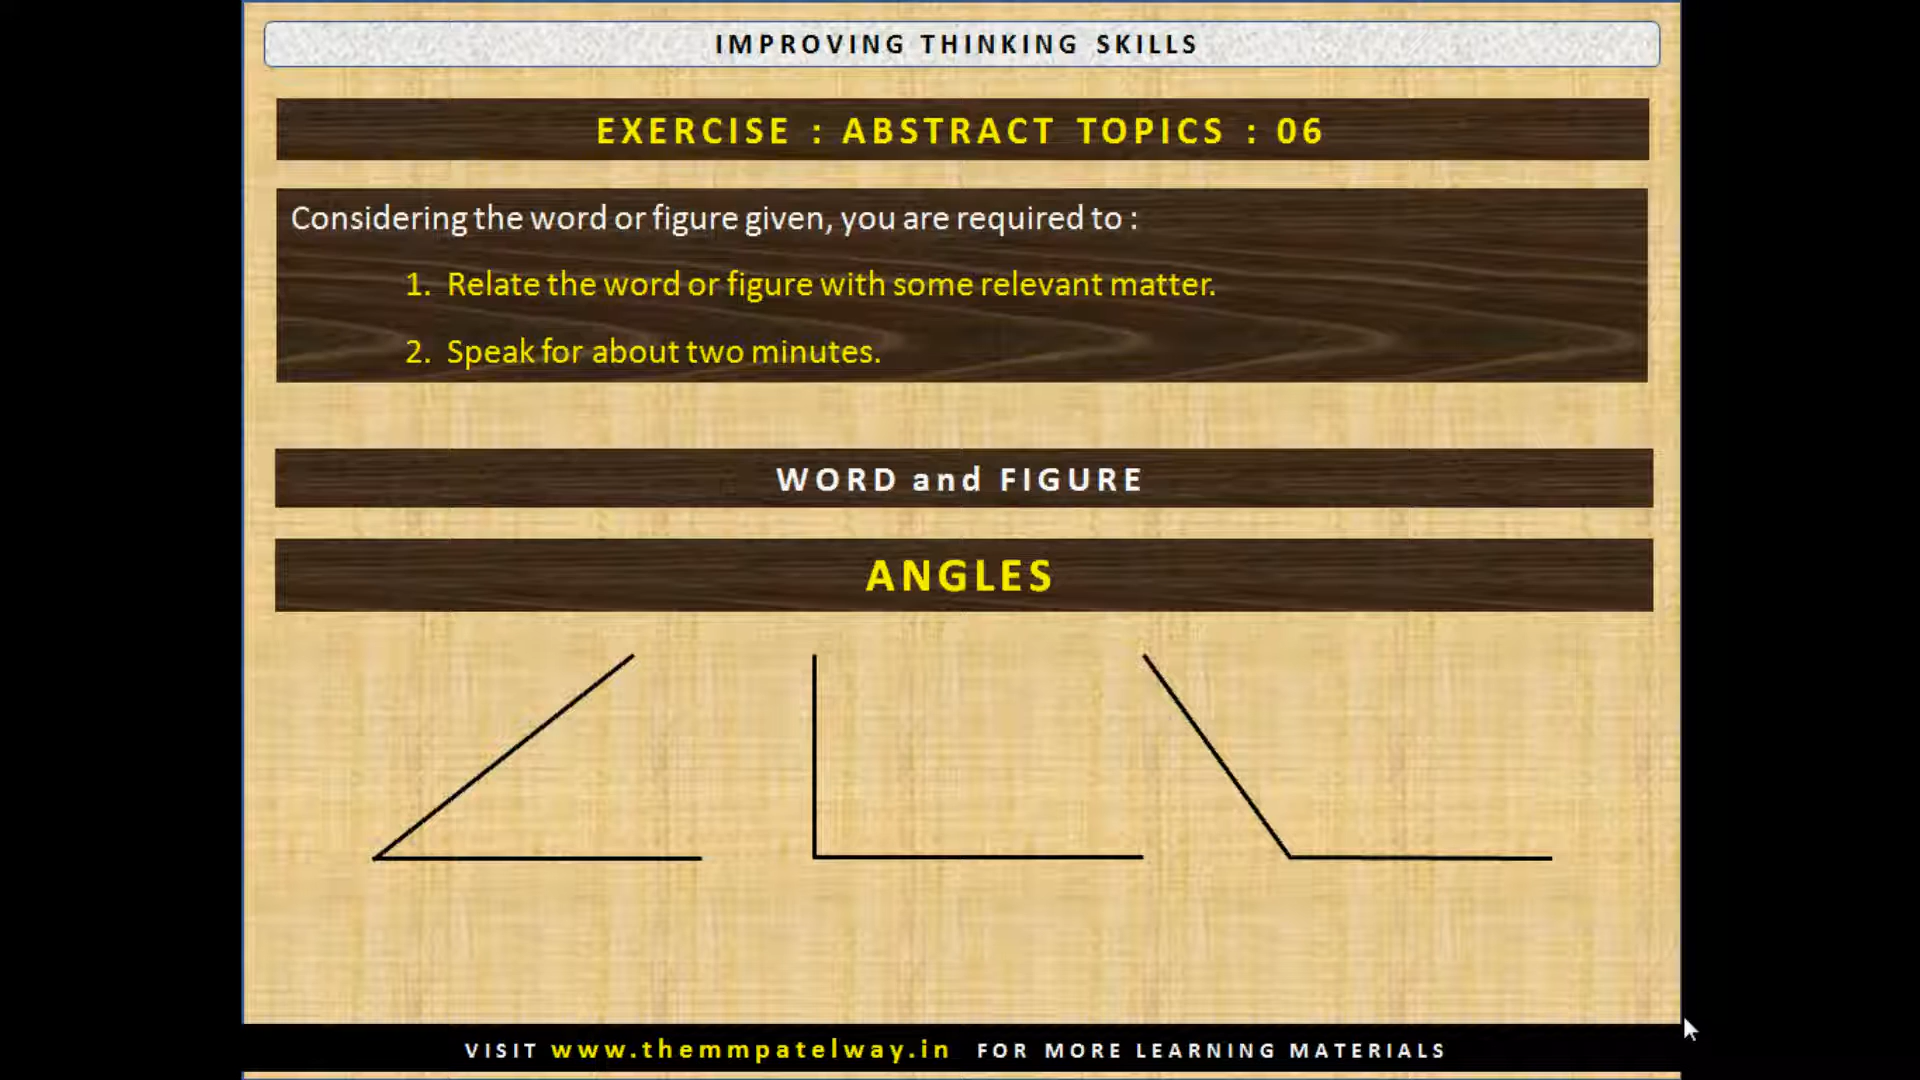 IMPROVING THINKING SKILLS
EXERCISE : ABSTRACT TOPICS : 06
Considering the word or figure given, you are required to :
1. Relate the word or figure with some relevant matter.
2. Speak for about two minutes.
WORD and FIGURE
ANGLES
VISIT www.themmpatelway.in FOR MORE LEARNING MATERIALS